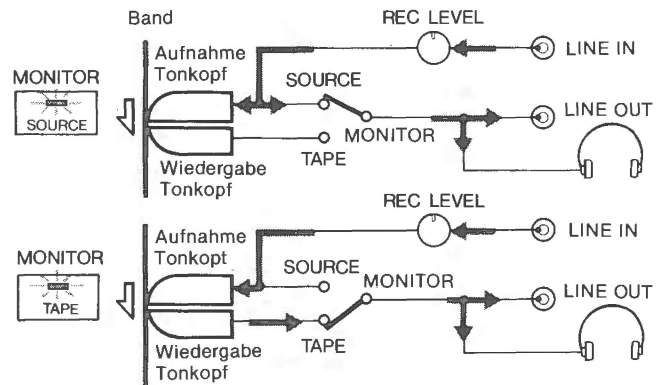 Band
REC LEVEL
LINE IN
Aufnahme
Tonkopf
MONITOR
SOURCE
SOURCE
LINE OUT
MONITOR
TAPE
Wiedergabe
Tonkopf
REC LEVEL
LINE IN
Aufnahme
Tonkopt
MONITOR
TAPE
SOURCE
MONITOR
LINE OUT
TAPE
Wiedergabe
Tonkopf